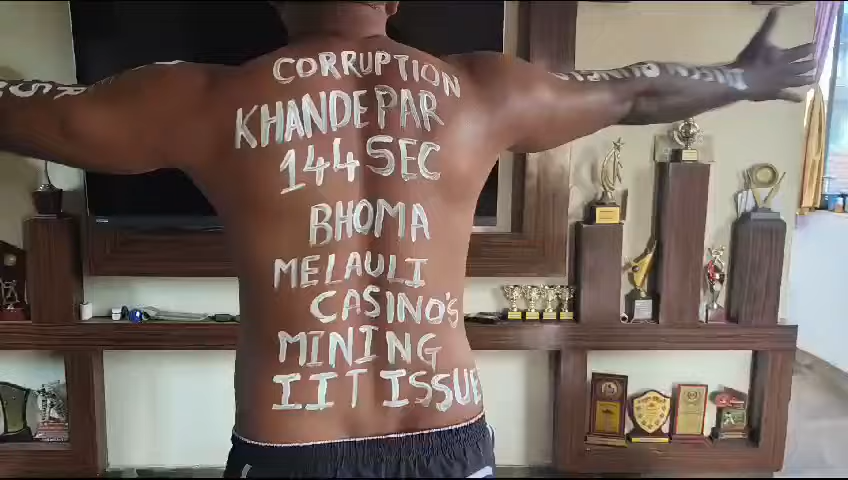 CORRUPTION
KHANDEPAR
144 SEC
BHOMA
MELAULI
CASINO'S
MINING
IIT ISSUE